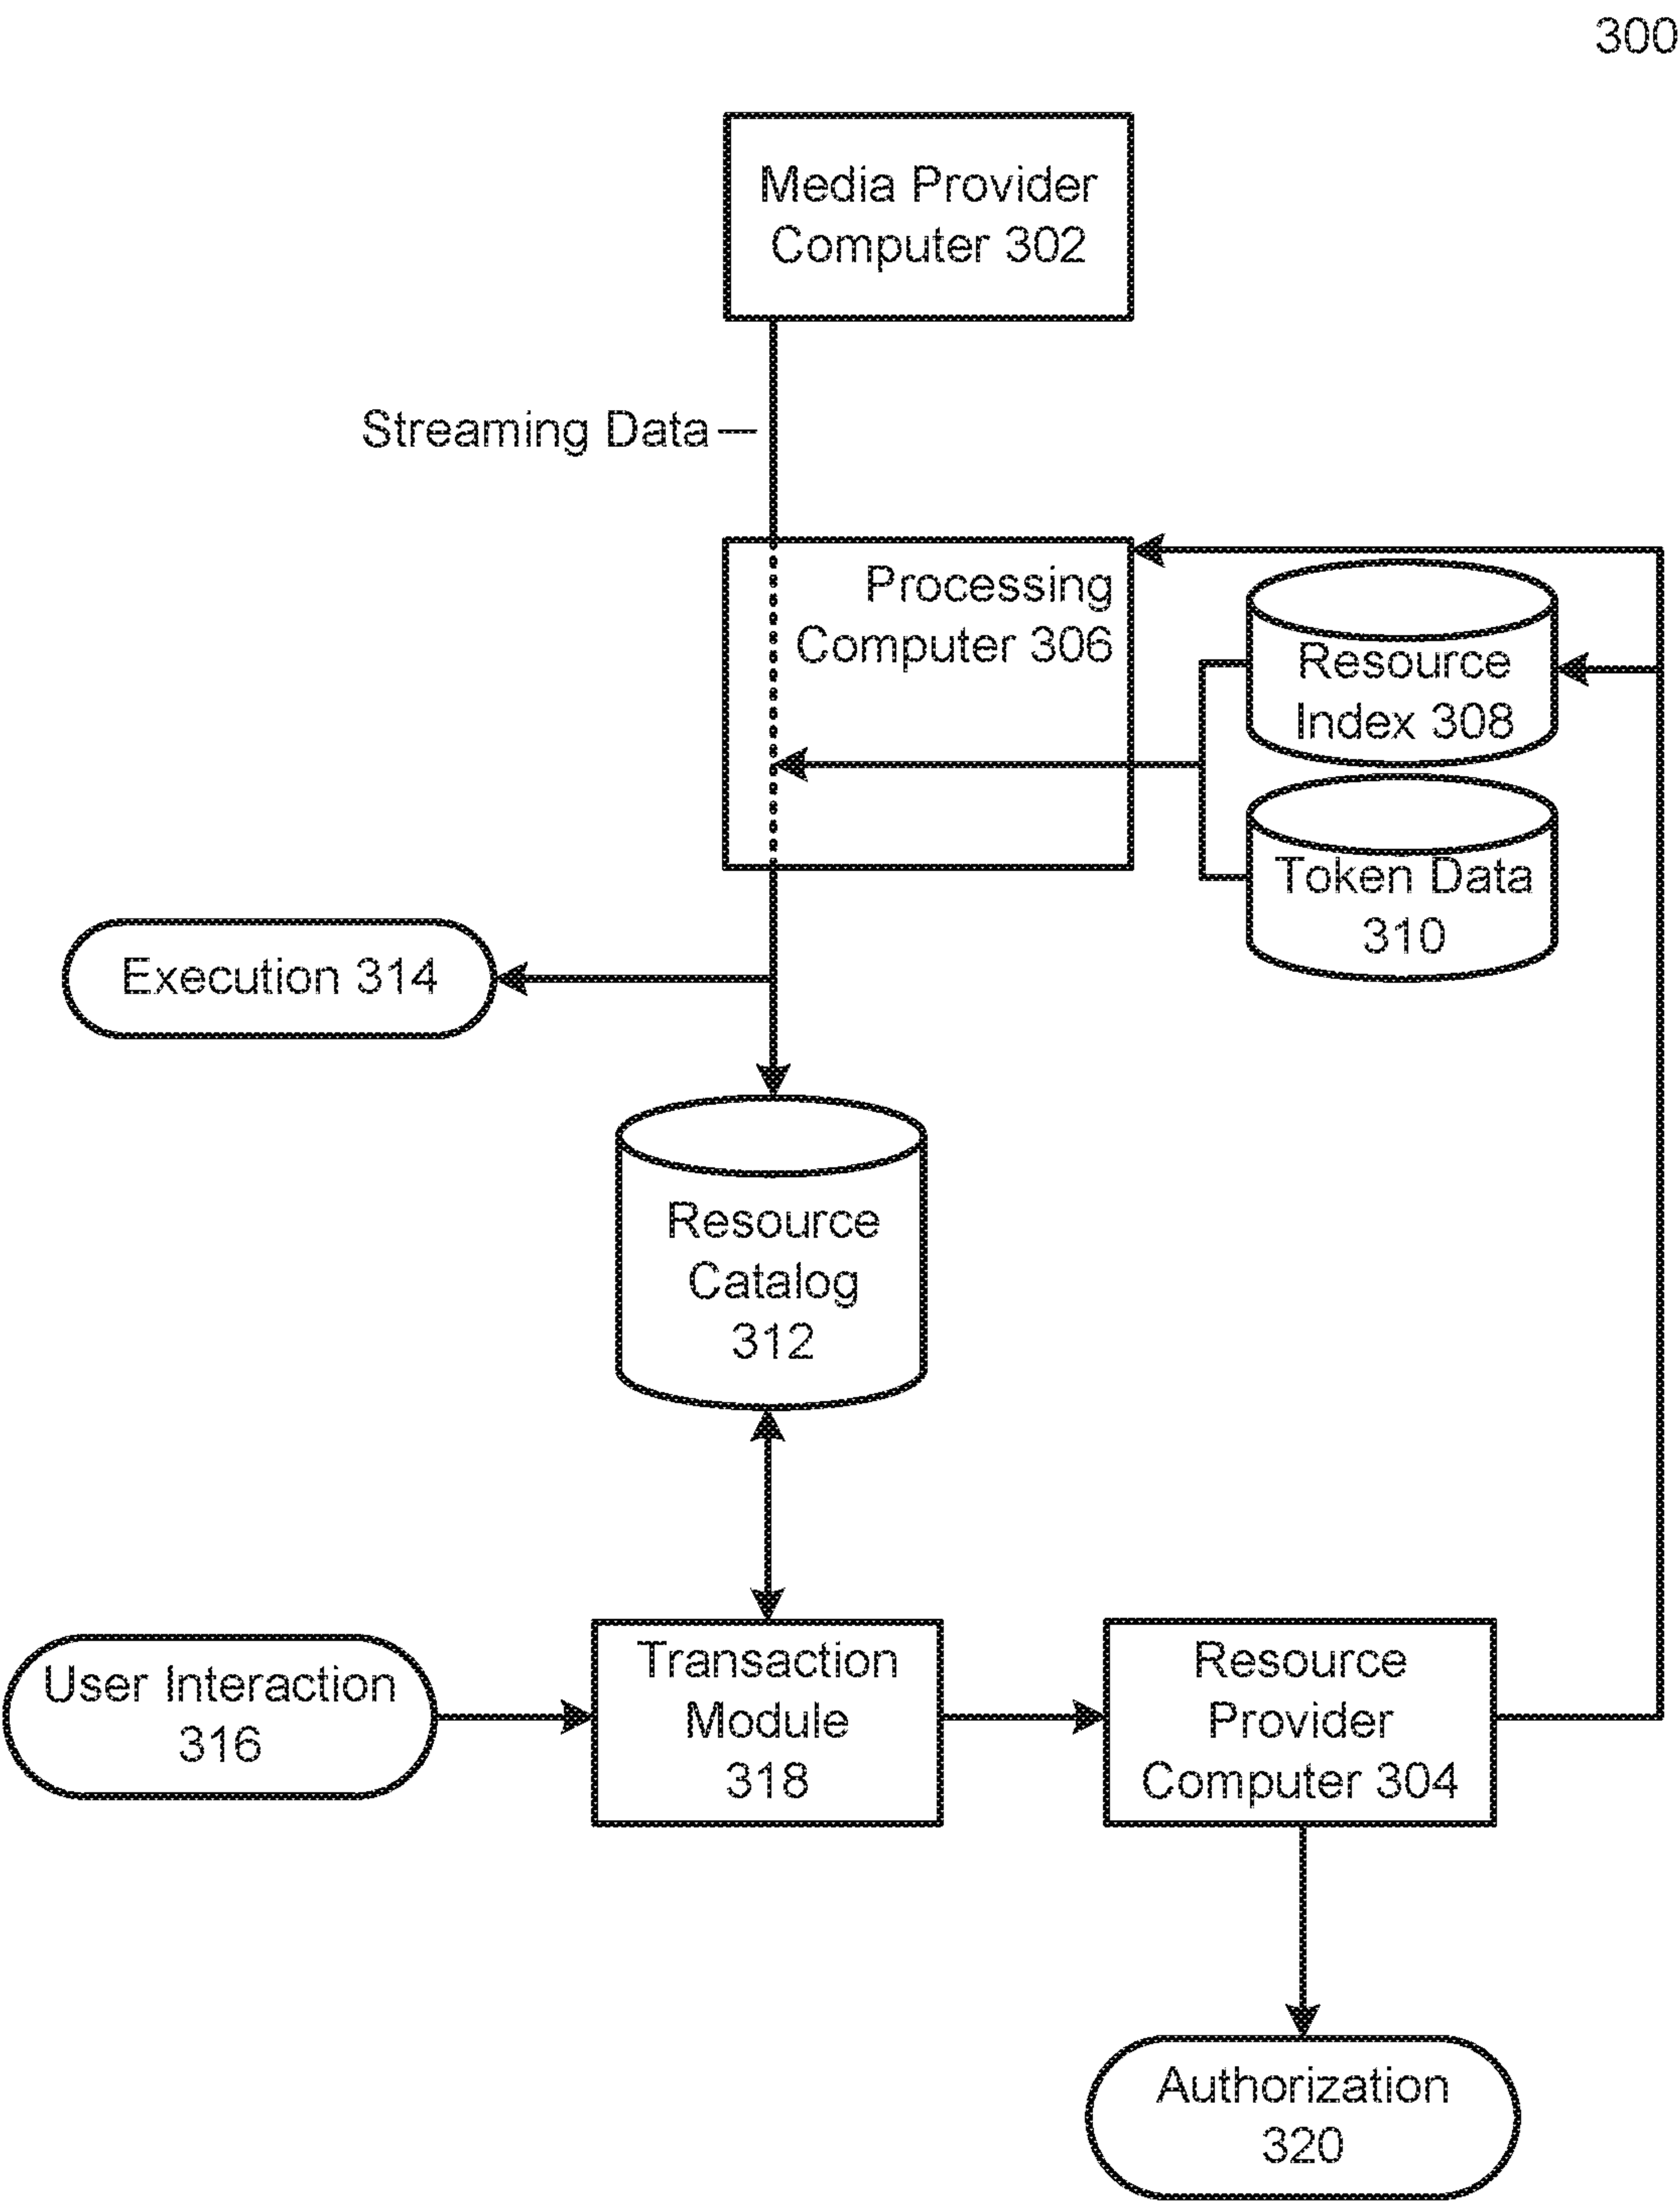 300
Media Provider
Computer 302
Streaming Data
Processing
Computer 306
Resource
Index 308
Token Data
310
Execution 314
Resource
Catalog
312
User Interaction
316
Transaction
Module
318
Resource
Provider
Computer 304
Authorization
320